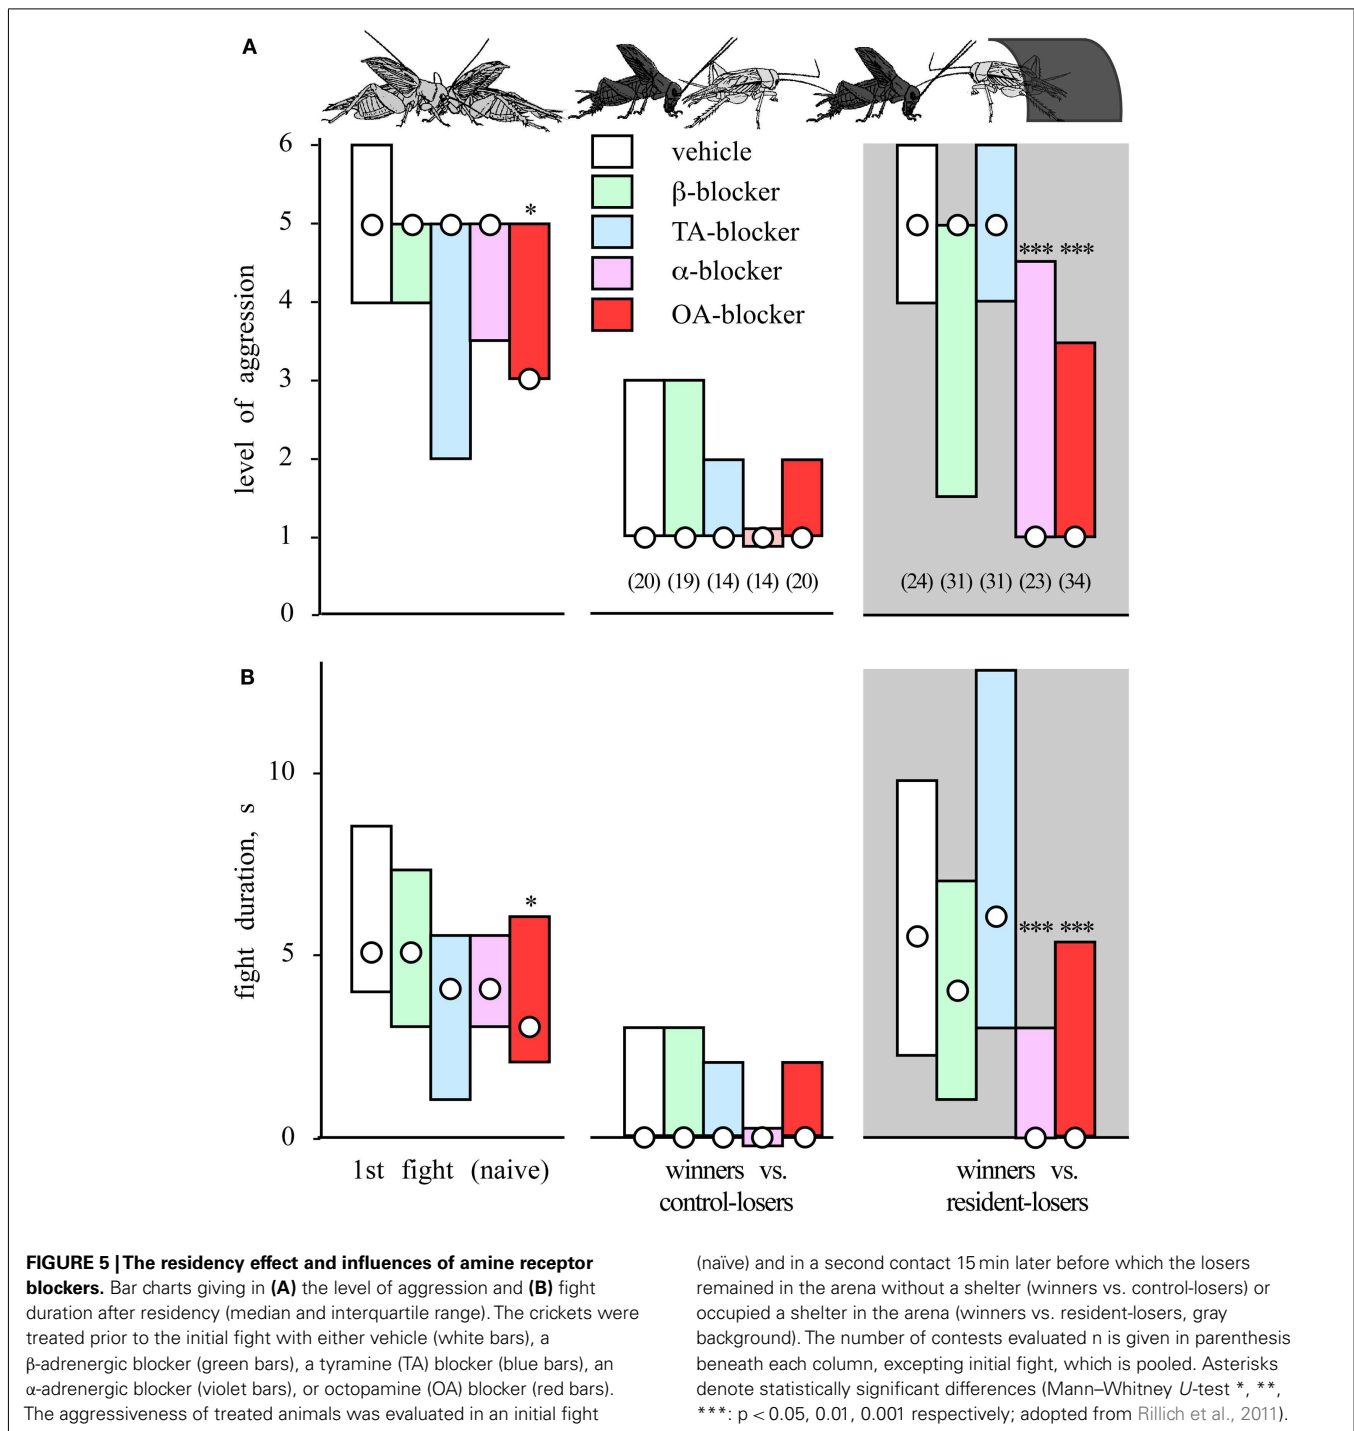 A
6
5
4
3
2
1
0
level of aggression
vehicle
β-blocker
TA-blocker
α-blocker
OA-blocker
*
*** ***
(20) (19) (14) (14) (20)
(24) (31) (31) (23) (34)
B
10
5
0
fight duration, s
*
*** ***
1st fight (naive)
winners vs.
control-losers
winners vs.
resident-losers
FIGURE 5 | The residency effect and influences of amine receptor
blockers. Bar charts giving in (A) the level of aggression and (B) fight
duration after residency (median and interquartile range). The crickets were
treated prior to the initial fight with either vehicle (white bars), a
β-adrenergic blocker (green bars), a tyramine (TA) blocker (blue bars), an
α-adrenergic blocker (violet bars), or octopamine (OA) blocker (red bars).
The aggressiveness of treated animals was evaluated in an initial fight
(naïve) and in a second contact 15 min later before which the losers
remained in the arena without a shelter (winners vs. control-losers) or
occupied a shelter in the arena (winners vs. resident-losers, gray
background). The number of contests evaluated n is given in parenthesis
beneath each column, excepting initial fight, which is pooled. Asterisks
denote statistically significant differences (Mann–Whitney U-test *, **,
***: p < 0.05, 0.01, 0.001 respectively; adopted from Rillich et al., 2011).